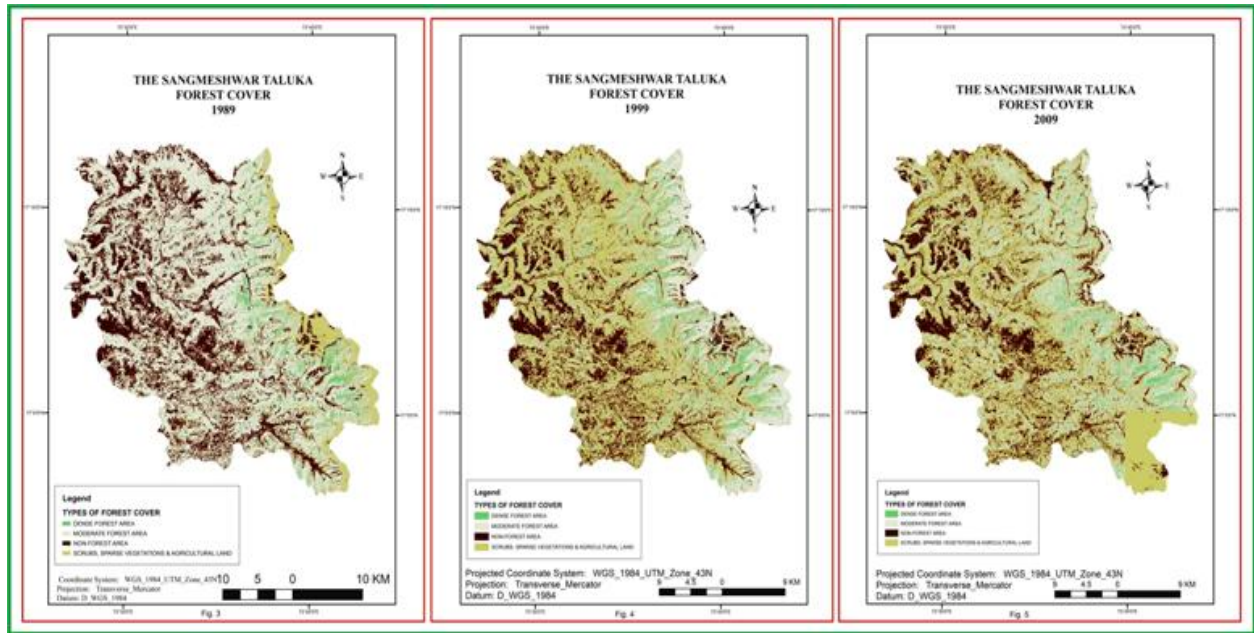 THE SANGMESHWAR TALUKA
FOREST COVER
1989
N
W E
S
Legend
TYPES OF FOREST COVER
DENSE FOREST AREA
MODERATE FOREST AREA
NON-FOREST AREA
SCRUBS, SPARSE VEGETATIONS & AGRICULTURAL LAND
Coordinate System: WGS_1984_UTM_Zone_43N
Projection: Transverse_Mercator
Datum: D_WGS_1984
10 5 0 10 KM
Fig. 3
THE SANGMESHWAR TALUKA
FOREST COVER
1999
N
W E
S
Legend
TYPES OF FOREST COVER
DENSE FOREST AREA
MODERATE FOREST AREA
NON-FOREST AREA
SCRUBS, SPARSE VEGETATIONS & AGRICULTURAL LAND
Projected Coordinate System: WGS_1984_UTM_Zone_43N
Projection: Transverse_Mercator
Datum: D_WGS_1984
9 4.5 0 9 KM
Fig. 4
THE SANGMESHWAR TALUKA
FOREST COVER
2009
N
W E
S
Legend
TYPES OF FOREST COVER
DENSE FOREST AREA
MODERATE FOREST AREA
NON-FOREST AREA
SCRUBS, SPARSE VEGETATIONS & AGRICULTURAL LAND
Projected Coordinate System: WGS_1984_UTM_Zone_43N
Projection: Transverse_Mercator
Datum: D_WGS_1984
9 4.5 0 9 KM
Fig. 5